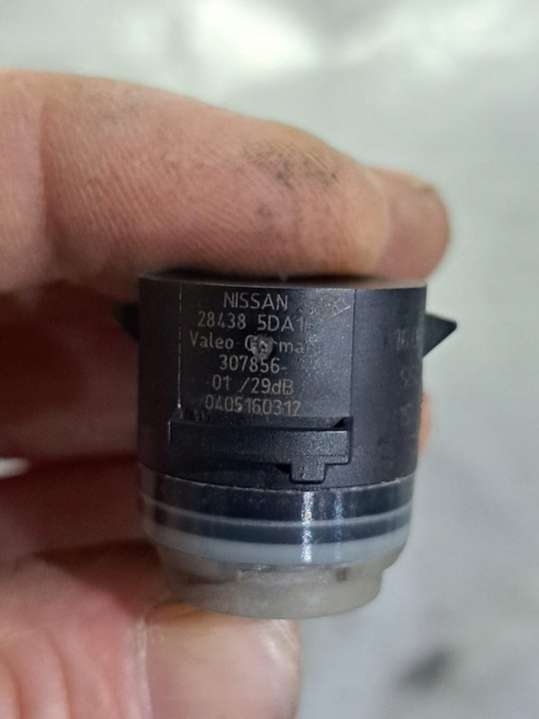 NISSAN
28438 5DA1
Valeo
307856-
01 /29dB
0405160312